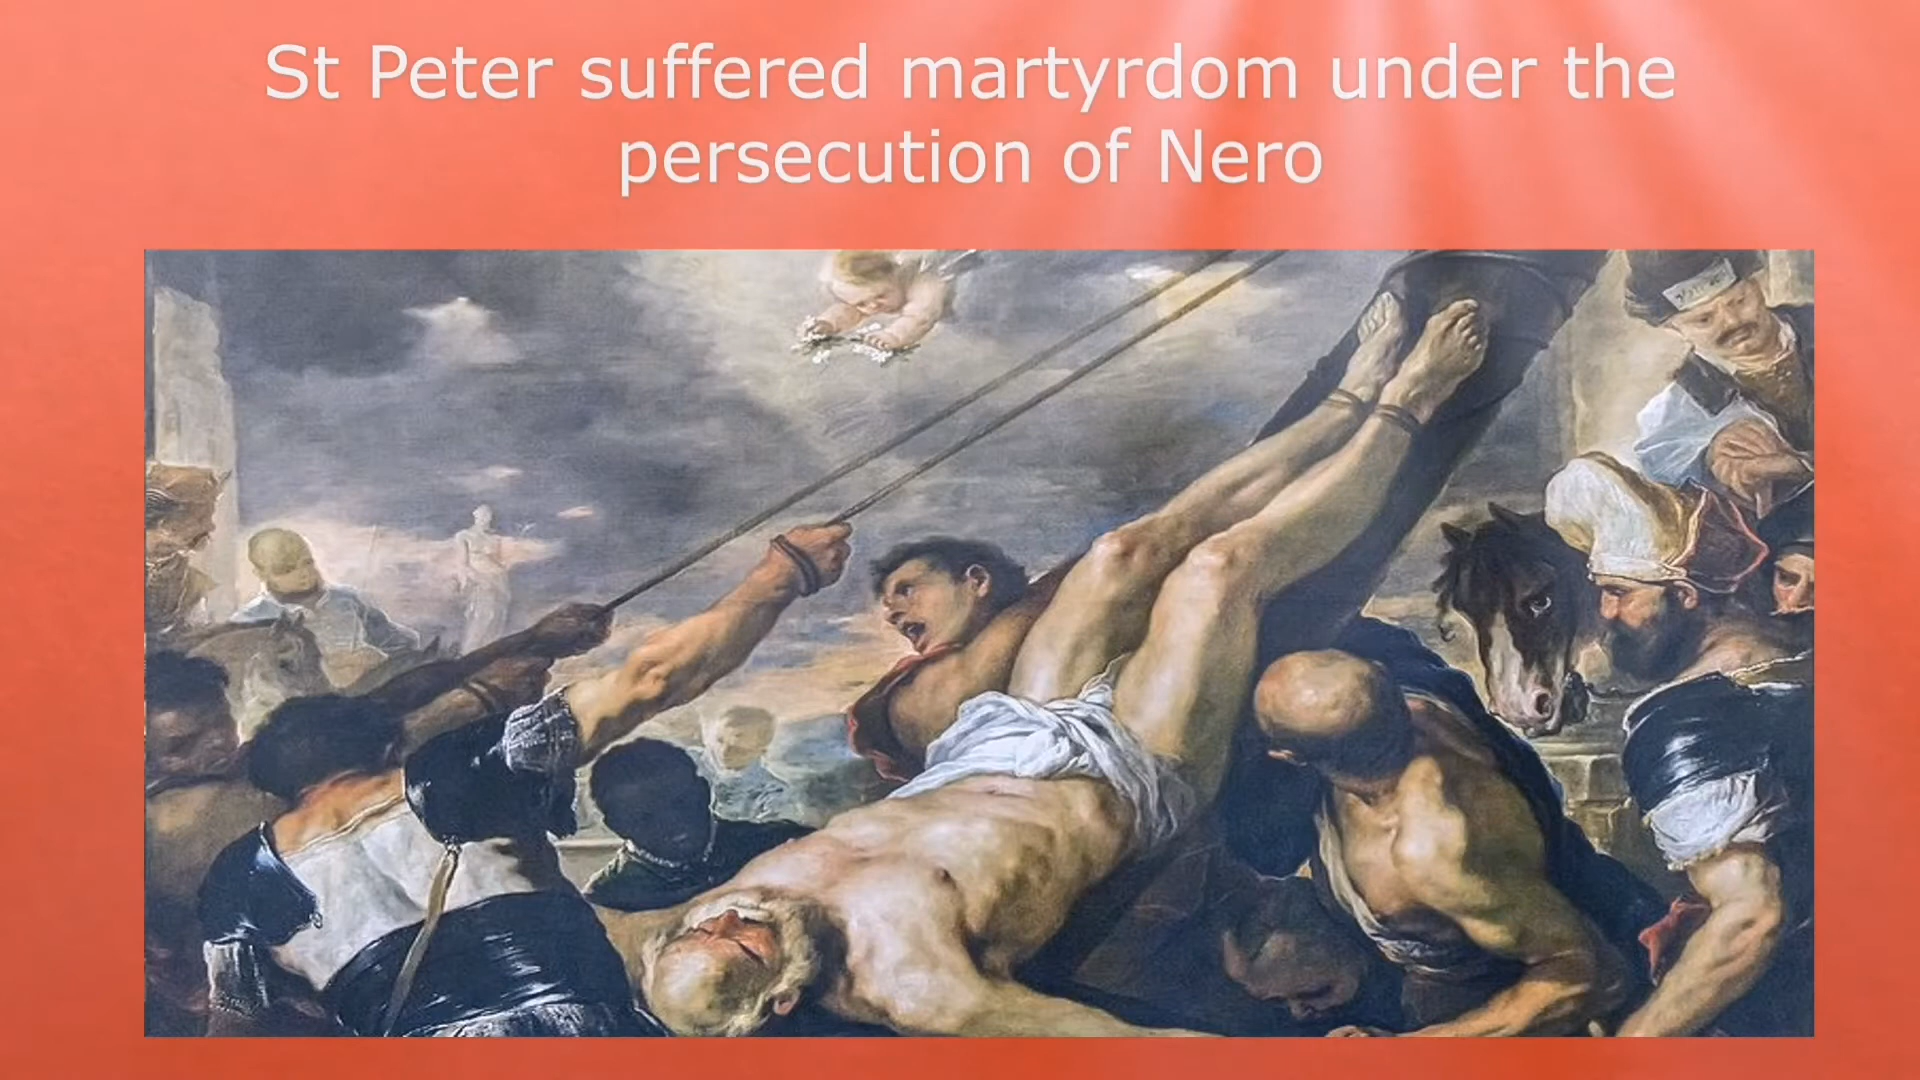 St Peter suffered martyrdom under the
persecution of Nero